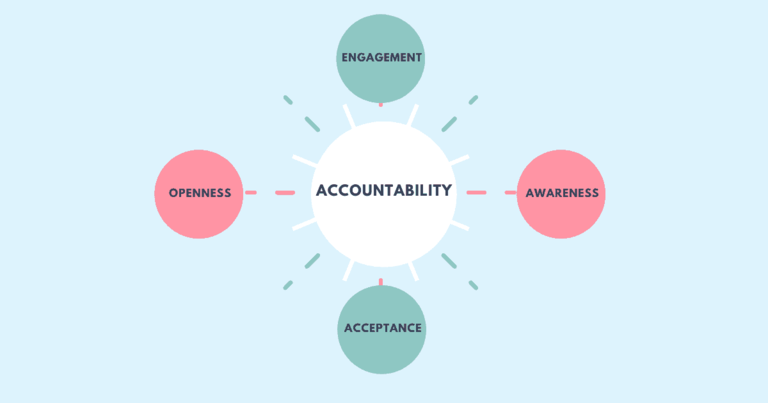 ENGAGEMENT
OPENNESS
ACCOUNTABILITY
AWARENESS
ACCEPTANCE